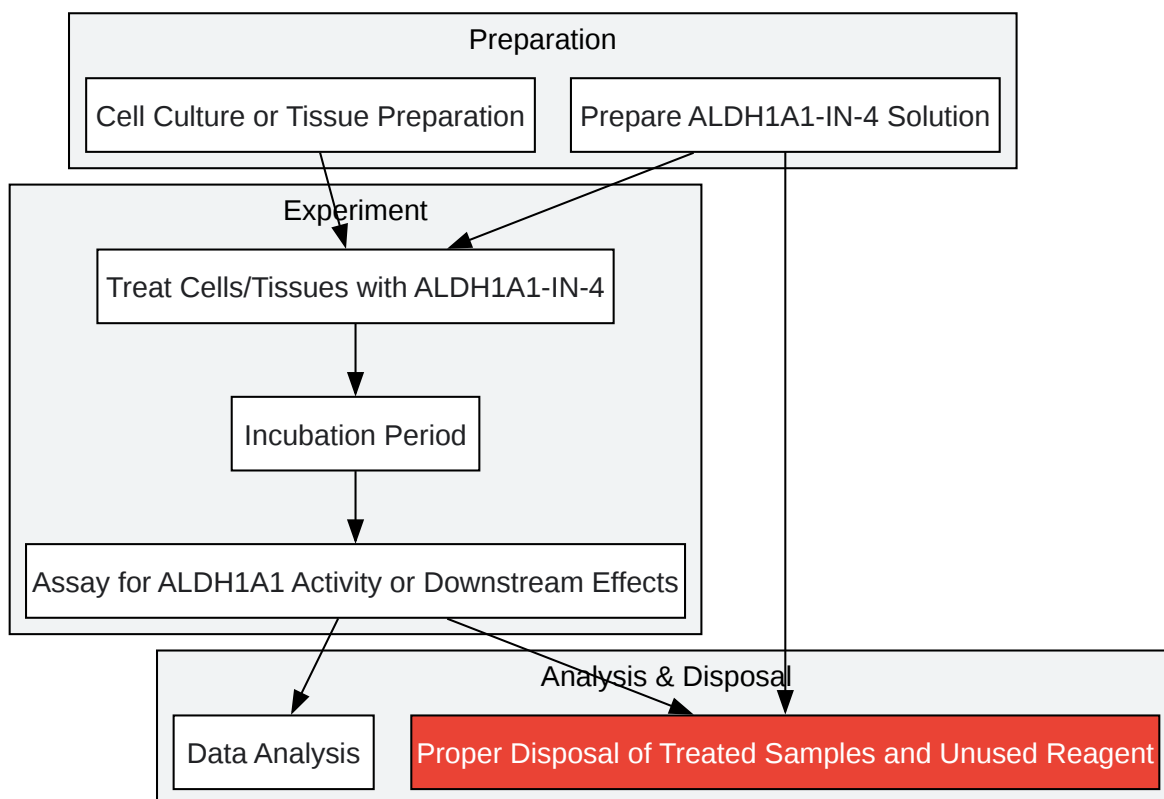 Preparation
Cell Culture or Tissue Preparation
Prepare ALDH1A1-IN-4 Solution
Experiment
Treat Cells/Tissues with ALDH1A1-IN-4
Incubation Period
Assay for ALDH1A1 Activity or Downstream Effects
Analysis & Disposal
Data Analysis
Proper Disposal of Treated Samples and Unused Reagent